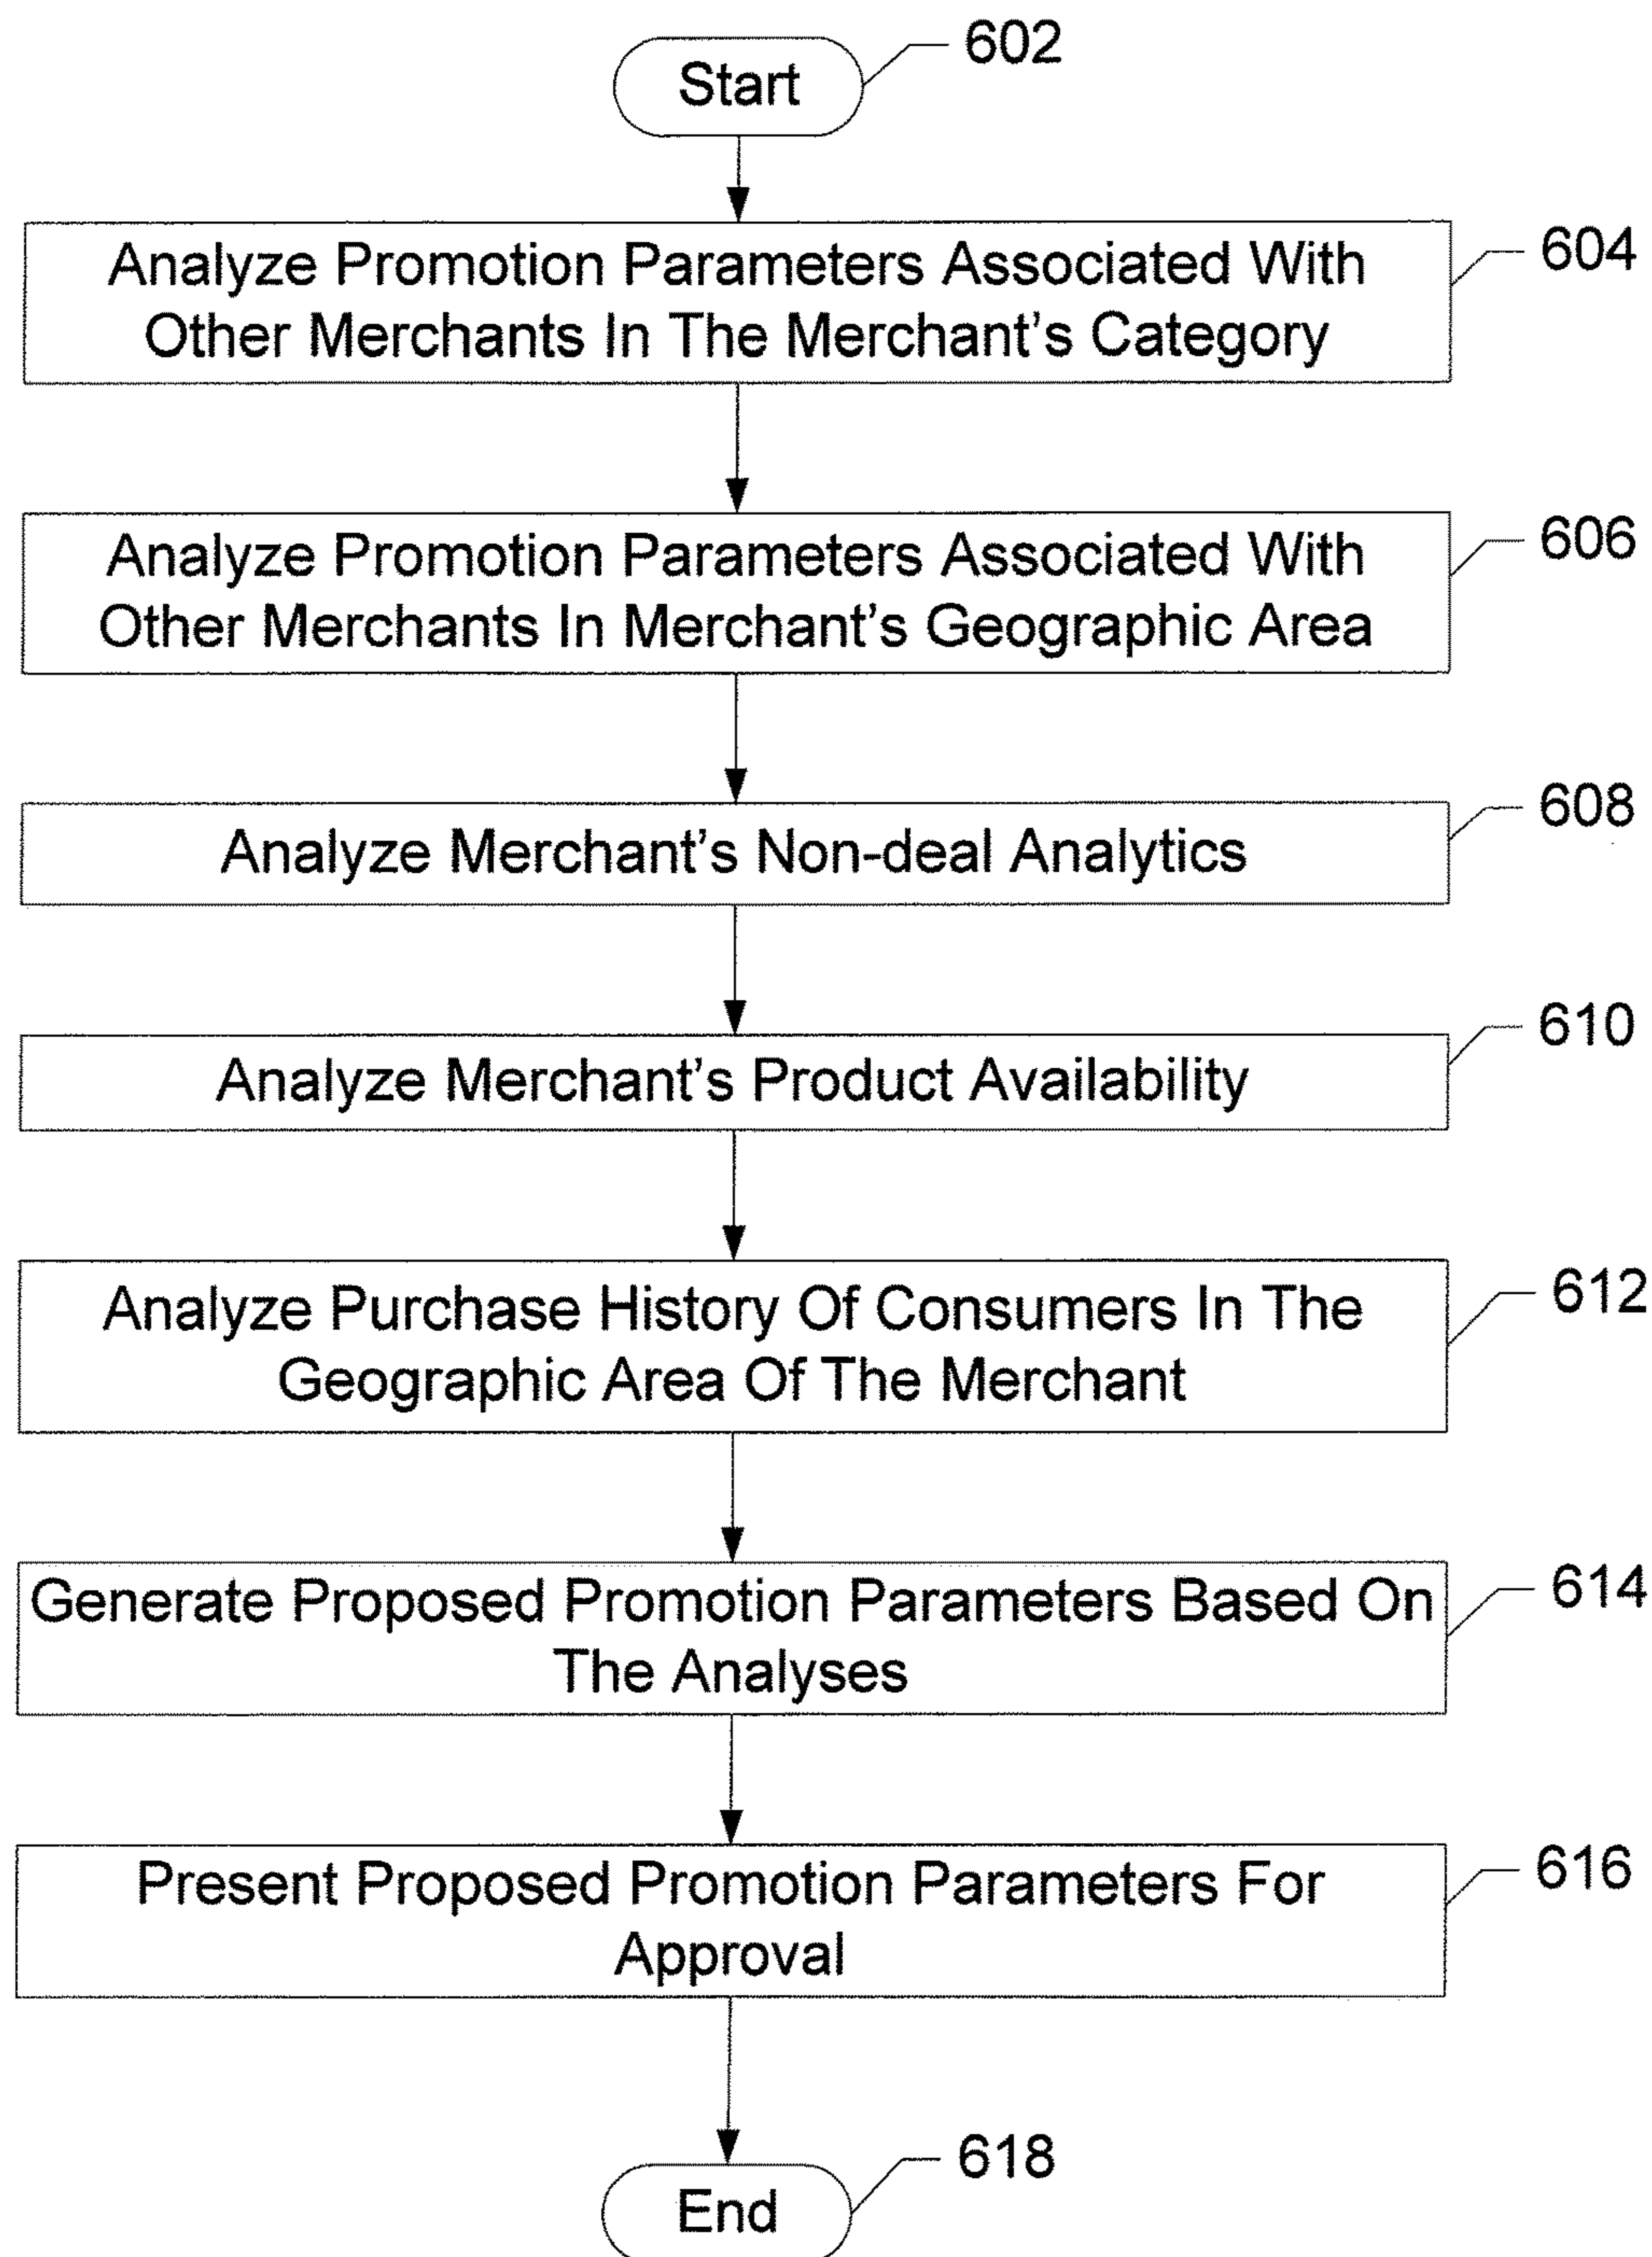 Start
602
Analyze Promotion Parameters Associated With
Other Merchants In The Merchant's Category
604
Analyze Promotion Parameters Associated With
Other Merchants In Merchant's Geographic Area
606
Analyze Merchant's Non-deal Analytics
608
Analyze Merchant's Product Availability
610
Analyze Purchase History Of Consumers In The
Geographic Area Of The Merchant
612
Generate Proposed Promotion Parameters Based On
The Analyses
614
Present Proposed Promotion Parameters For
Approval
616
End
618